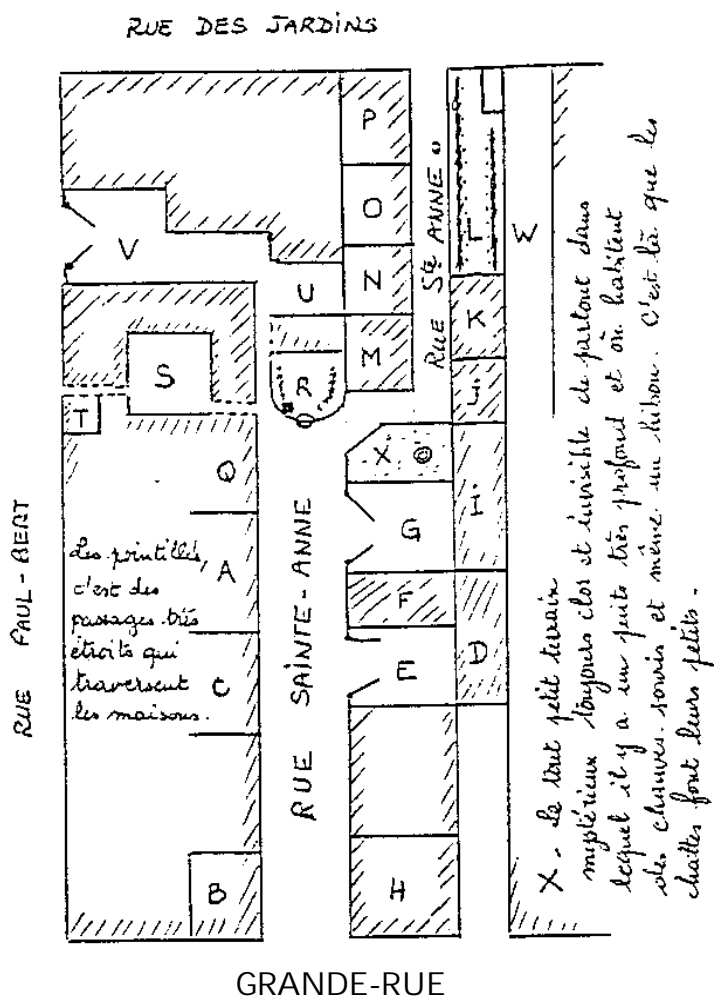 RUE DES JARDINS
P
O
N
M
V
U
R
S
T
Q
A
C
B
L
K
J
I
D
W
X
G
F
E
H
RUE Ste ANNE
RUE SAINTE-ANNE
RUE PAUL-BERT
Les pointillés,
c'est des
passages très
étroits qui
traversent
les maisons.
X. Le tout petit terrain
mystérieux toujours clos et invisible de partout dans
lequel il y a un puits très profond et où habitent
des chauves-souris et même un hibou. C'est là que les
chattes font leurs petits.
GRANDE-RUE